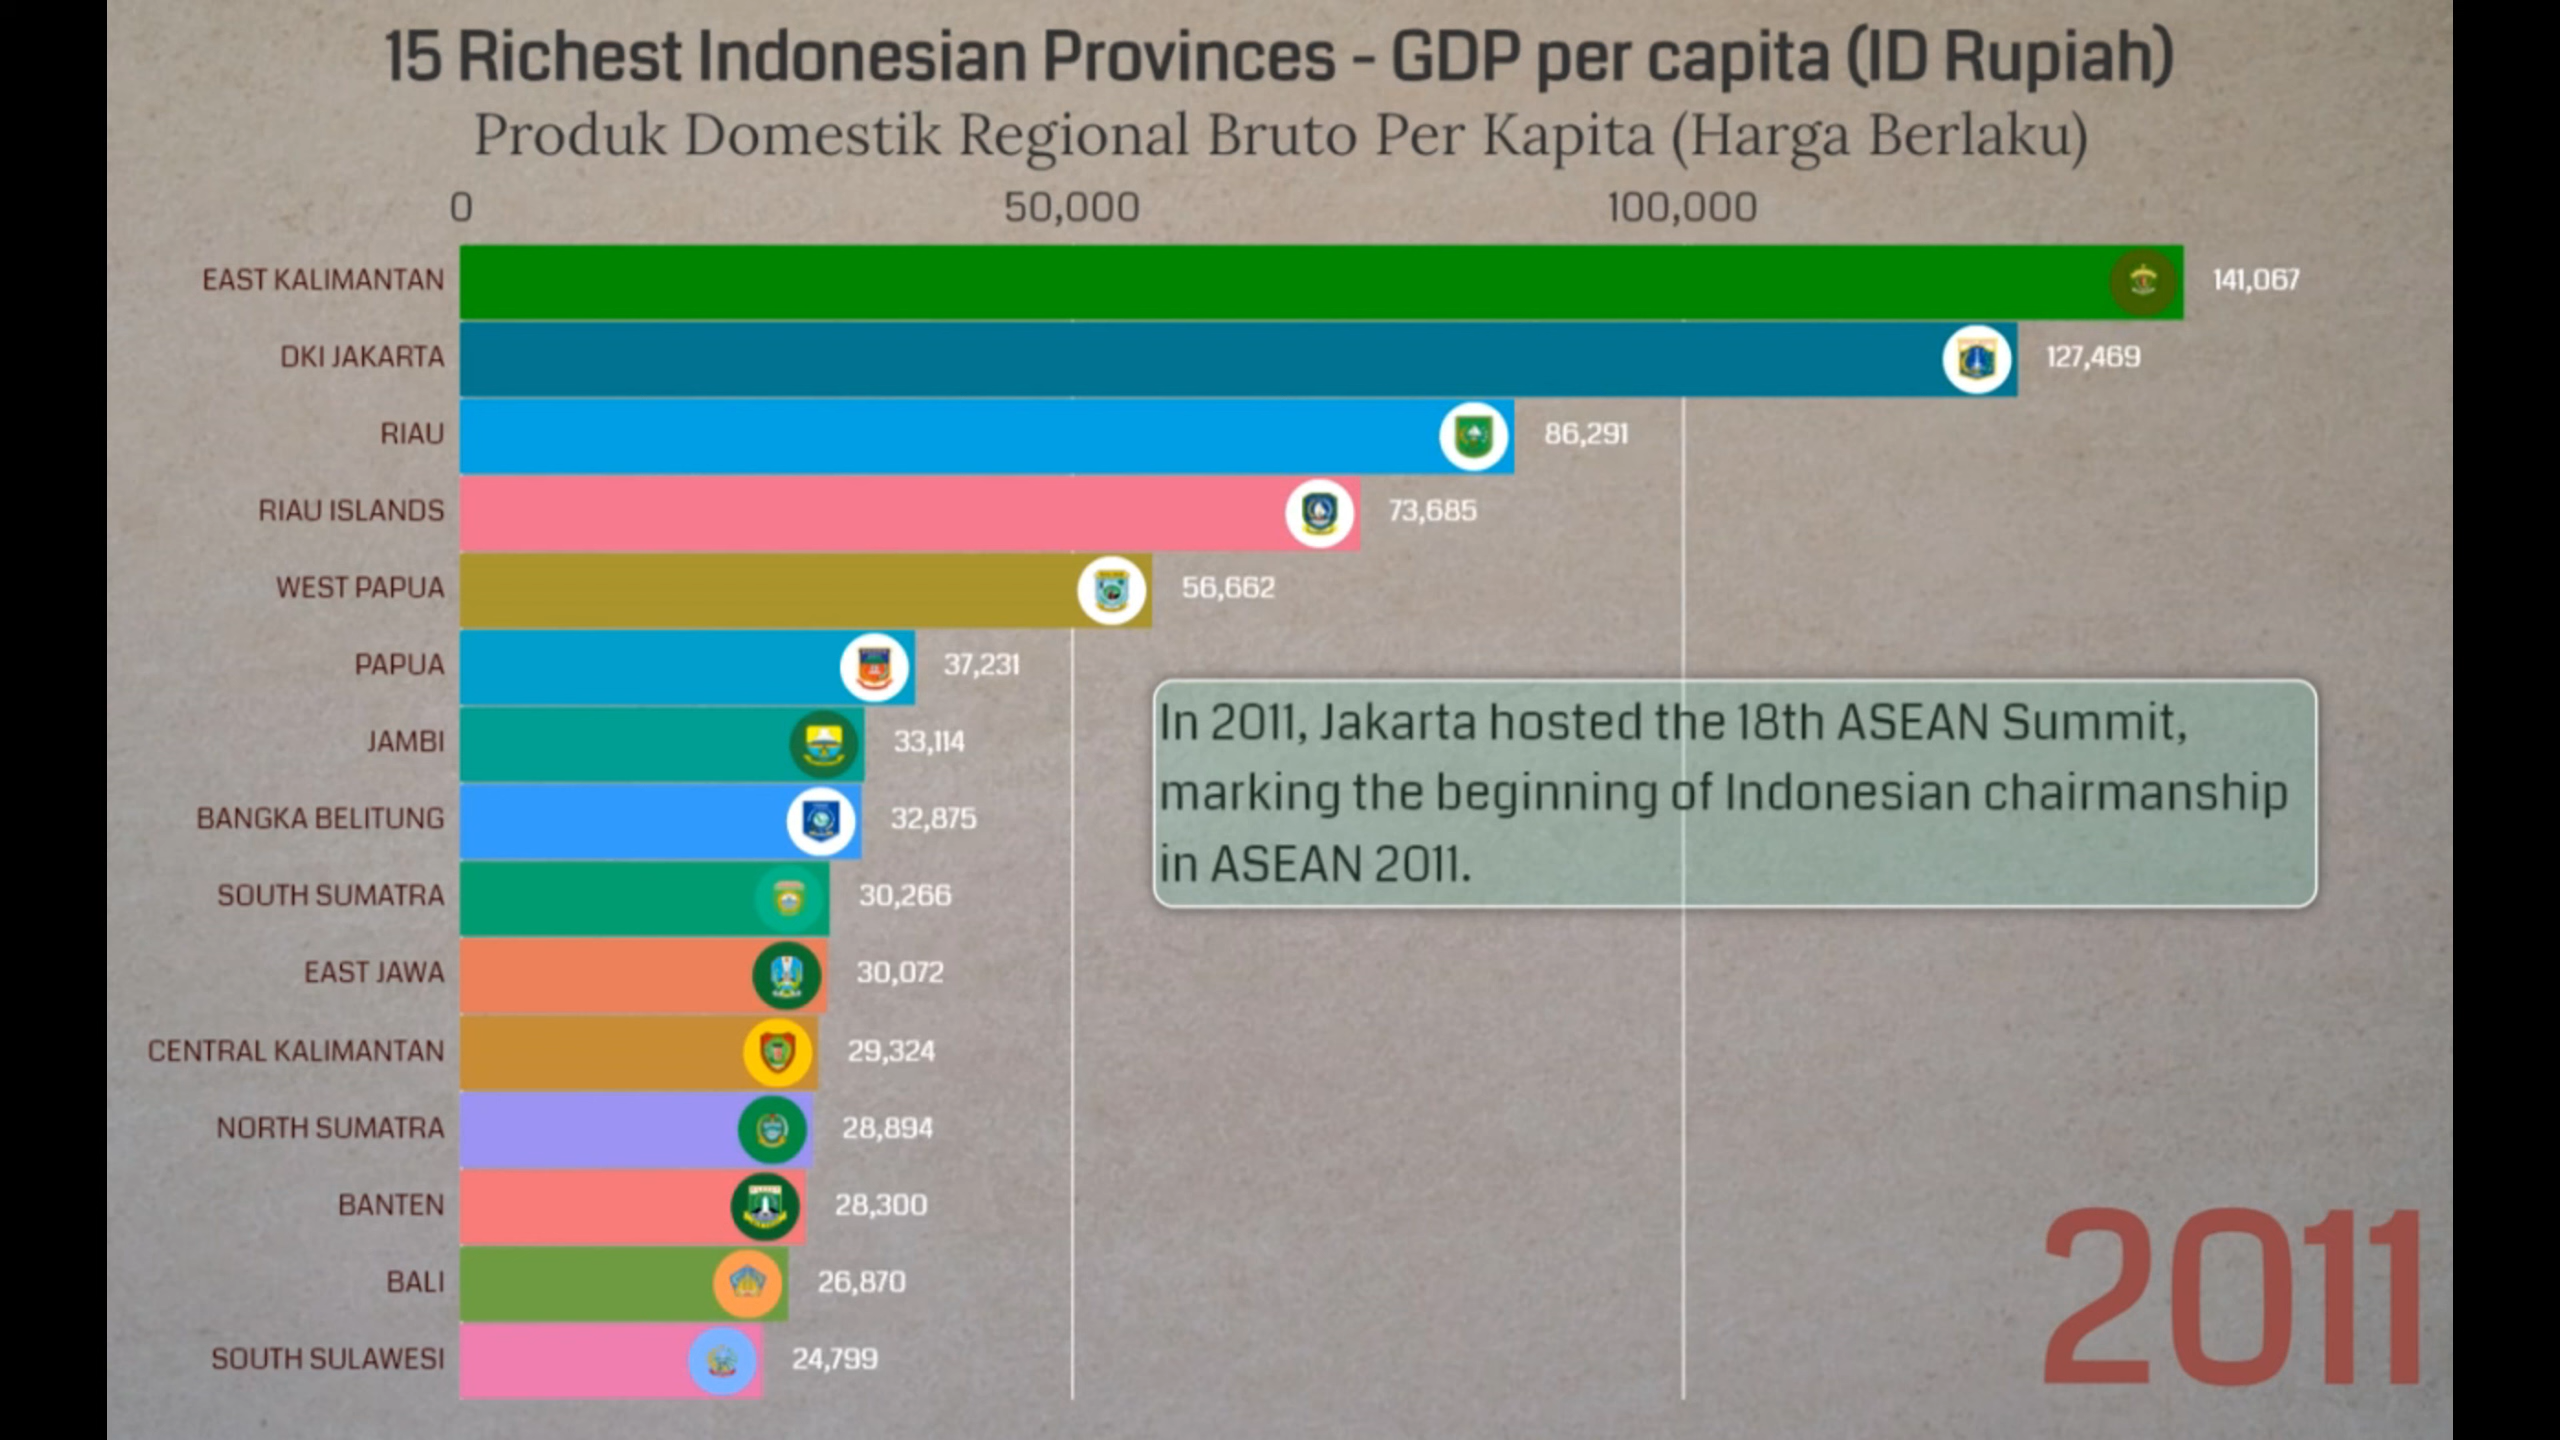 15 Richest Indonesian Provinces - GDP per capita (ID Rupiah)
Produk Domestik Regional Bruto Per Kapita (Harga Berlaku)
0 50,000 100,000
EAST KALIMANTAN 141,067
DKI JAKARTA 127,469
RIAU 86,291
RIAU ISLANDS 73,685
WEST PAPUA 56,662
PAPUA 37,231
JAMBI 33,114
BANGKA BELITUNG 32,875
SOUTH SUMATRA 30,266
EAST JAWA 30,072
CENTRAL KALIMANTAN 29,324
NORTH SUMATRA 28,894
BANTEN 28,300
BALI 26,870
SOUTH SULAWESI 24,799
In 2011, Jakarta hosted the 18th ASEAN Summit,
marking the beginning of Indonesian chairmanship
in ASEAN 2011.
2011